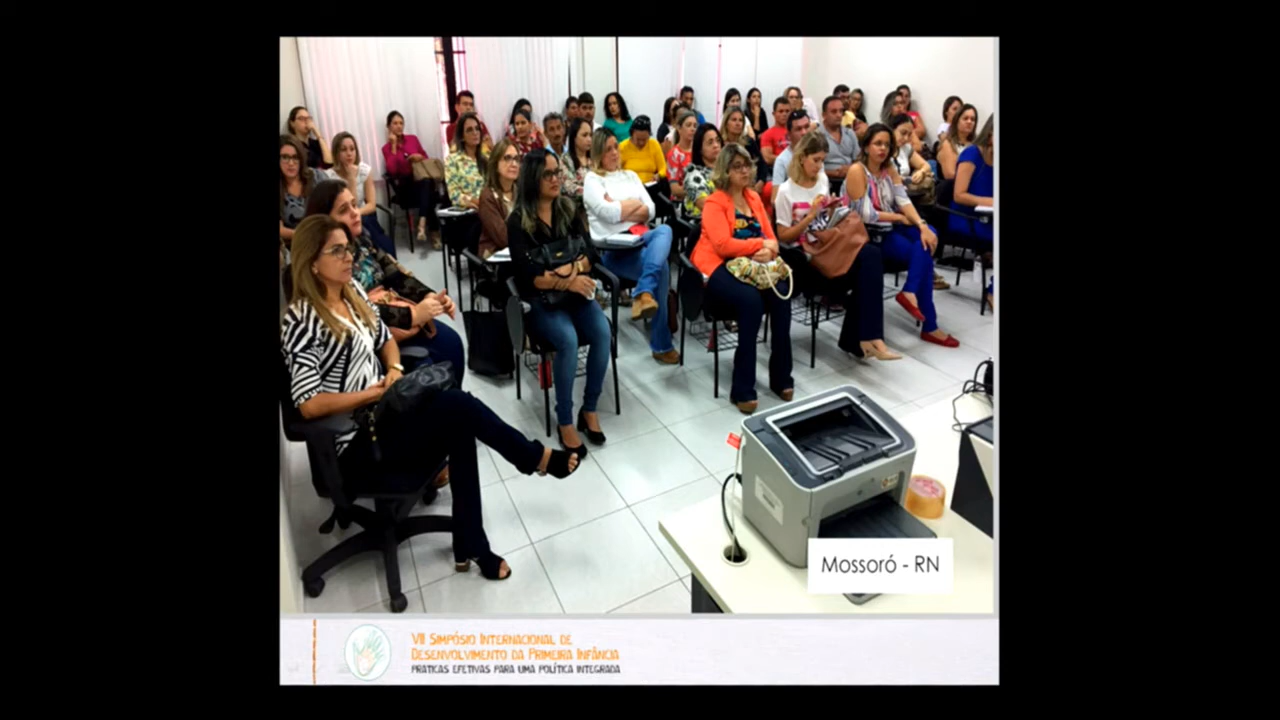 Mossoró - RN
VII Simpósio Internacional de
Desenvolvimento da Primeira Infância
Práticas efetivas para uma política integrada